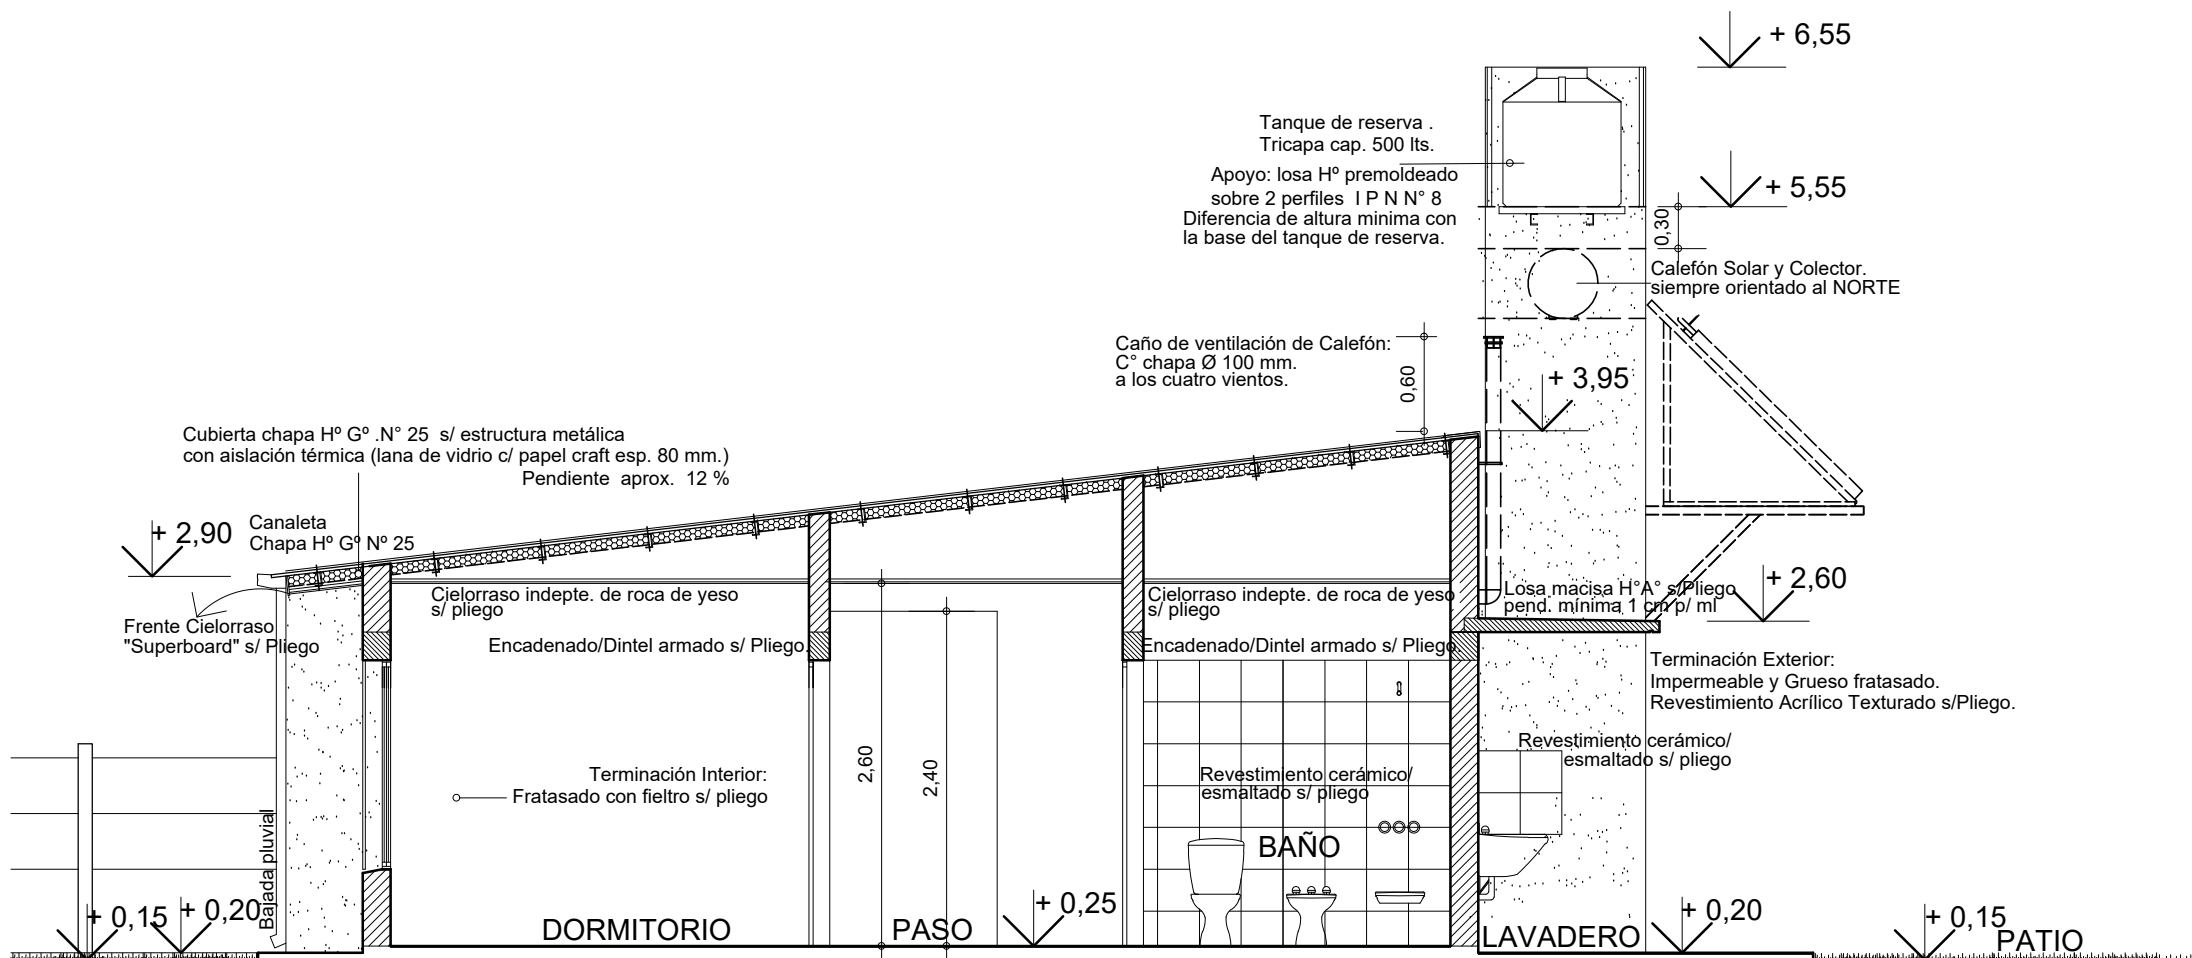 + 6,55
Tanque de reserva .
Tricapa cap. 500 lts.
Apoyo: losa Hº premoldeado
sobre 2 perfiles I P N N° 8
Diferencia de altura minima con
la base del tanque de reserva.
+ 5,55
0,30
Calefón Solar y Colector.
siempre orientado al NORTE
Caño de ventilación de Calefón:
C° chapa Ø 100 mm.
a los cuatro vientos.
0,60
+ 3,95
Cubierta chapa Hº Gº .N° 25 s/ estructura metálica
con aislación térmica (lana de vidrio c/ papel craft esp. 80 mm.)
Pendiente aprox. 12 %
+ 2,90
Canaleta
Chapa Hº Gº Nº 25
Frente Cielorraso
"Superboard" s/ Pliego
Cielorraso indepte. de roca de yeso
s/ pliego
Encadenado/Dintel armado s/ Pliego.
Cielorraso indepte. de roca de yeso
s/ pliego
Encadenado/Dintel armado s/ Pliego.
Losa macisa H°A° s/Pliego
pend. mínima 1 cm p/ ml
+ 2,60
Terminación Exterior:
Impermeable y Grueso fratasado.
Revestimiento Acrílico Texturado s/Pliego.
Revestimiento cerámico/
esmaltado s/ pliego
Terminación Interior:
Fratasado con fieltro s/ pliego
2,60
2,40
Revestimiento cerámico/
esmaltado s/ pliego
BAÑO
Bajada pluvial
+ 0,15
+ 0,20
DORMITORIO
PASO
+ 0,25
LAVADERO
+ 0,20
+ 0,15
PATIO